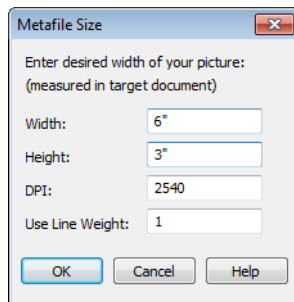 Metafile Size
Enter desired width of your picture:
(measured in target document)
Width: 6"
Height: 3"
DPI: 2540
Use Line Weight: 1
OK Cancel Help